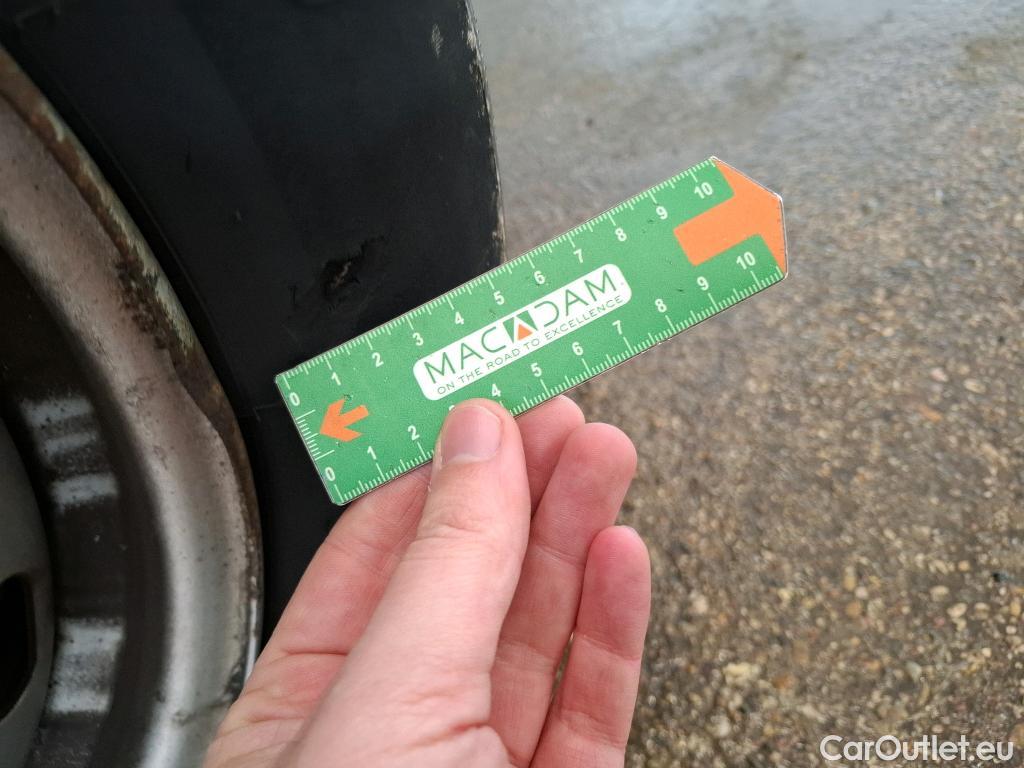 0 1 2 3 4 5 6 7 8 9 10
MACADAM
ON THE ROAD TO EXCELLENCE
0 1 2 3 4 5 6 7 8 9 10
CarOutlet.eu